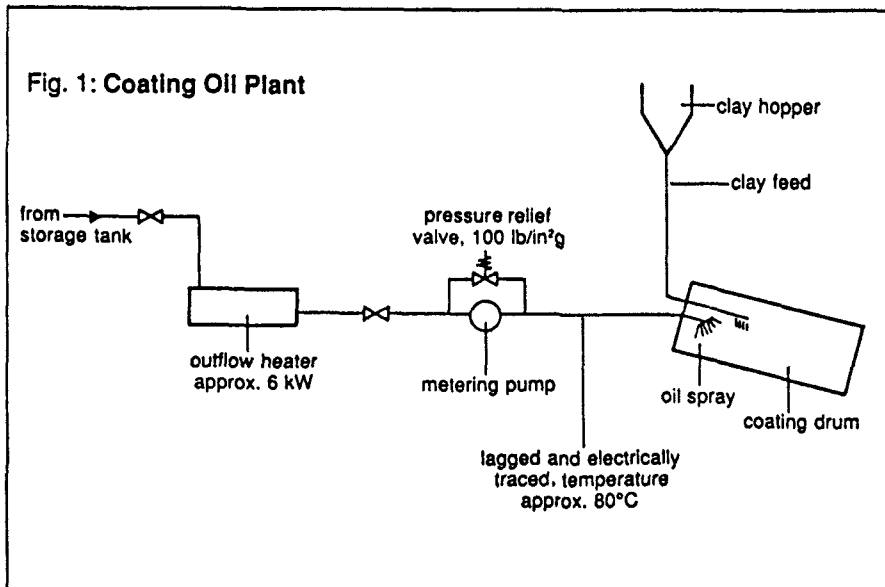 Fig. 1: Coating Oil Plant
clay hopper
clay feed
from
storage tank
pressure relief
valve, 100 lb/in²g
outflow heater
approx. 6 kW
metering pump
oil spray
coating drum
lagged and electrically
traced, temperature
approx. 80°C